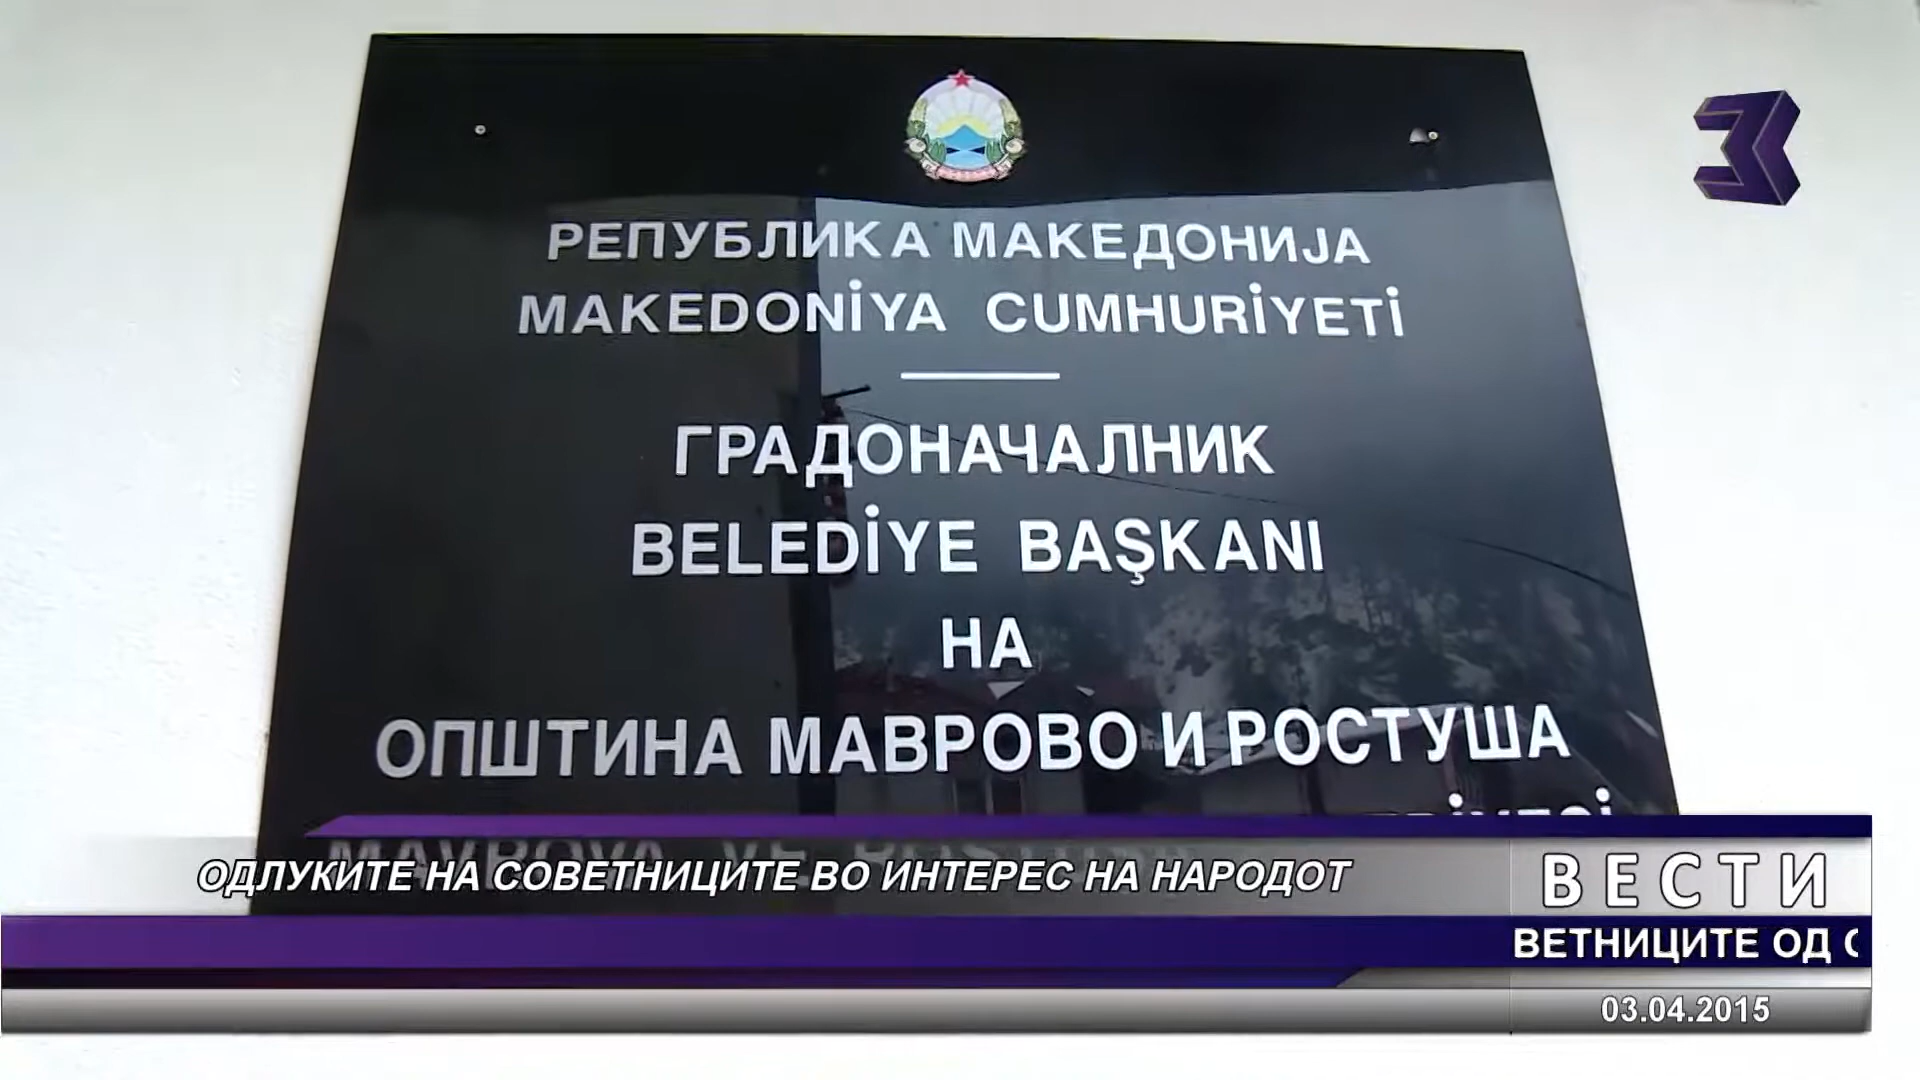 РЕПУБЛИКА МАКЕДОНИЈА
MAKEDONİYA CUMHURİYETİ
ГРАДОНАЧАЛНИК
BELEDİYE BAŞKANI
НА
ОПШТИНА МАВРОВО И РОСТУША
ОДЛУКИТЕ НА СОВЕТНИЦИТЕ ВО ИНТЕРЕС НА НАРОДОТ
ВЕСТИ
ВЕТНИЦИТЕ ОД
03.04.2015